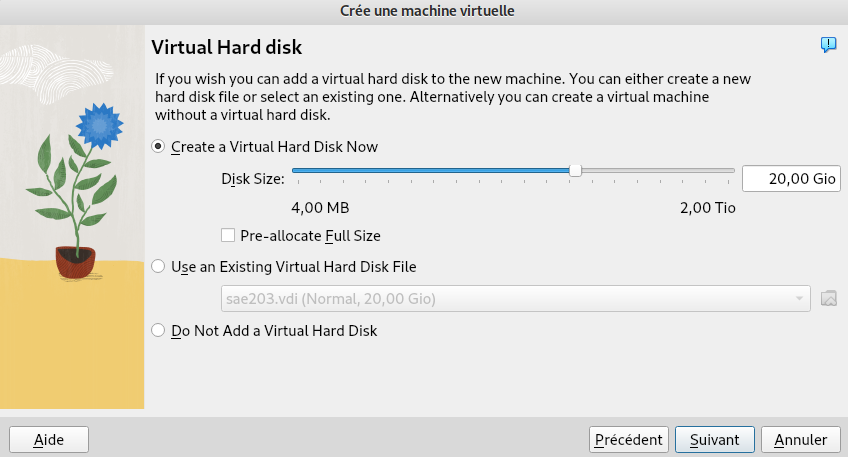 Crée une machine virtuelle
Virtual Hard disk
If you wish you can add a virtual hard disk to the new machine. You can either create a new
hard disk file or select an existing one. Alternatively you can create a virtual machine
without a virtual hard disk.
Create a Virtual Hard Disk Now
Disk Size:
20,00 Gio
4,00 MB
2,00 Tio
Pre-allocate Full Size
Use an Existing Virtual Hard Disk File
sae203.vdi (Normal, 20,00 Gio)
Do Not Add a Virtual Hard Disk
Aide
Précédent
Suivant
Annuler